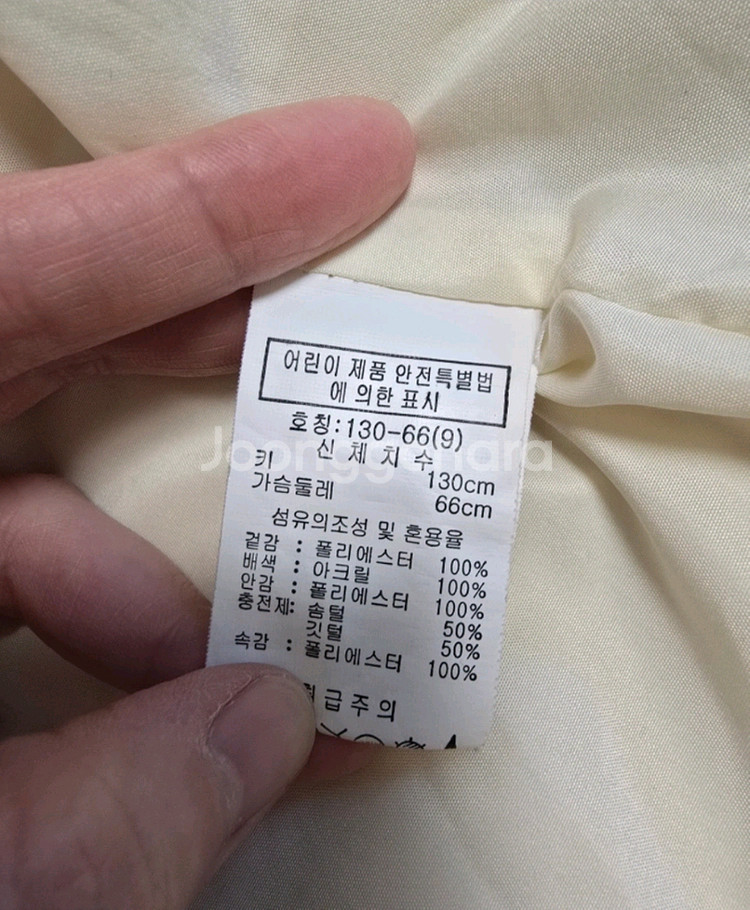 어린이 제품 안전특별법
에 의한 표시
호칭:130-66(9)
신 체 치 수
키 130cm
가슴둘레 66cm
섬유의조성 및 혼용율
겉감 : 폴리에스터 100%
배색 : 아크릴 100%
안감 : 폴리에스터 100%
충전제: 솜털 50%
깃털 50%
속감 : 폴리에스터 100%
급주의
Joonggonara